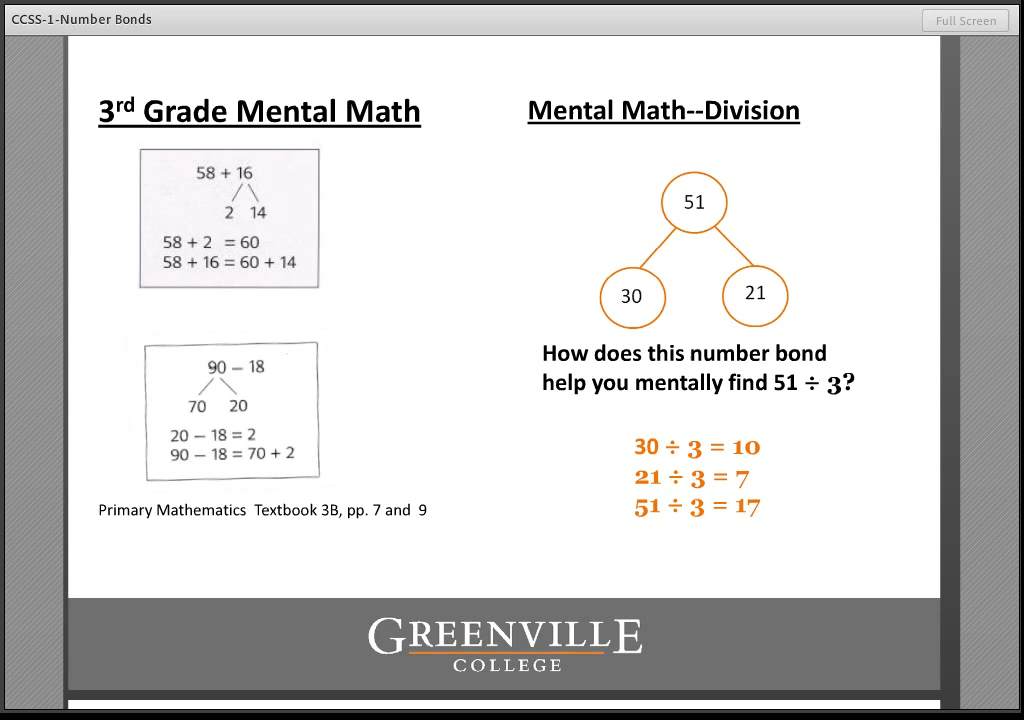 CCSS-1-Number Bonds
Full Screen
3rd Grade Mental Math
58 + 16
2 14
58 + 2 = 60
58 + 16 = 60 + 14
90 – 18
70 20
20 – 18 = 2
90 – 18 = 70 + 2
Primary Mathematics Textbook 3B, pp. 7 and 9
Mental Math--Division
51
30
21
How does this number bond
help you mentally find 51 ÷ 3?
30 ÷ 3 = 10
21 ÷ 3 = 7
51 ÷ 3 = 17
GREENVILLE
COLLEGE